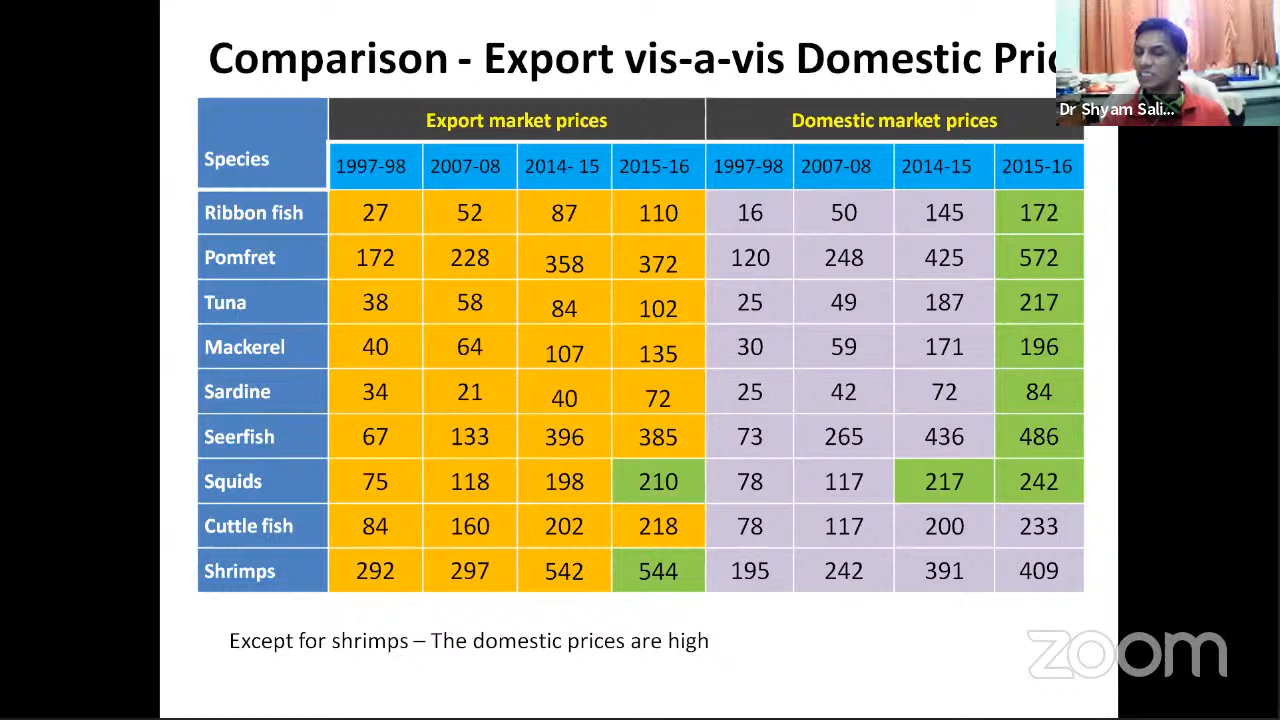 Comparison - Export vis-a-vis Domestic
Dr Shyam Sali...
Export market prices Domestic market prices
Species 1997-98 2007-08 2014- 15 2015-16 1997-98 2007-08 2014-15 2015-16
Ribbon fish 27 52 87 110 16 50 145 172
Pomfret 172 228 358 372 120 248 425 572
Tuna 38 58 84 102 25 49 187 217
Mackerel 40 64 107 135 30 59 171 196
Sardine 34 21 40 72 25 42 72 84
Seerfish 67 133 396 385 73 265 436 486
Squids 75 118 198 210 78 117 217 242
Cuttle fish 84 160 202 218 78 117 200 233
Shrimps 292 297 542 544 195 242 391 409
Except for shrimps – The domestic prices are high
zoom